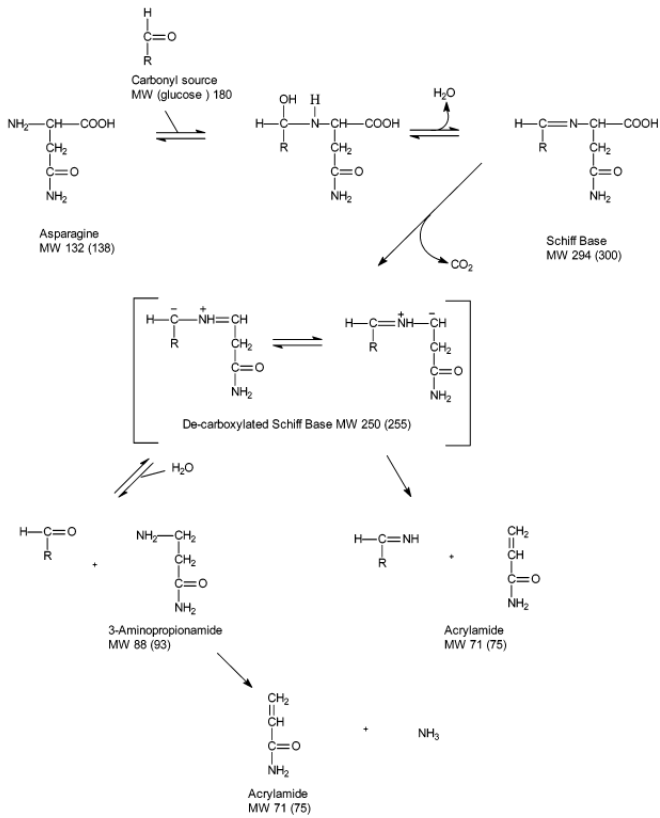 H
C=O
R
Carbonyl source
MW (glucose ) 180
NH2–CH–COOH
CH2
C=O
NH2
Asparagine
MW 132 (138)
OH H
H–C–N–CH–COOH
R CH2
C=O
NH2
H2O
H–C=N–CH–COOH
R CH2
C=O
NH2
Schiff Base
MW 294 (300)
CO2
– +
H–C–NH=CH
R CH2
C=O
NH2
+ –
H–C=NH–CH
R CH2
C=O
NH2
De-carboxylated Schiff Base MW 250 (255)
H2O
H–C=O
R
+
NH2–CH2
CH2
C=O
NH2
3-Aminopropionamide
MW 88 (93)
H–C=NH
R
+
CH2
CH
C=O
NH2
Acrylamide
MW 71 (75)
CH2
CH
C=O
NH2
+
NH3
Acrylamide
MW 71 (75)